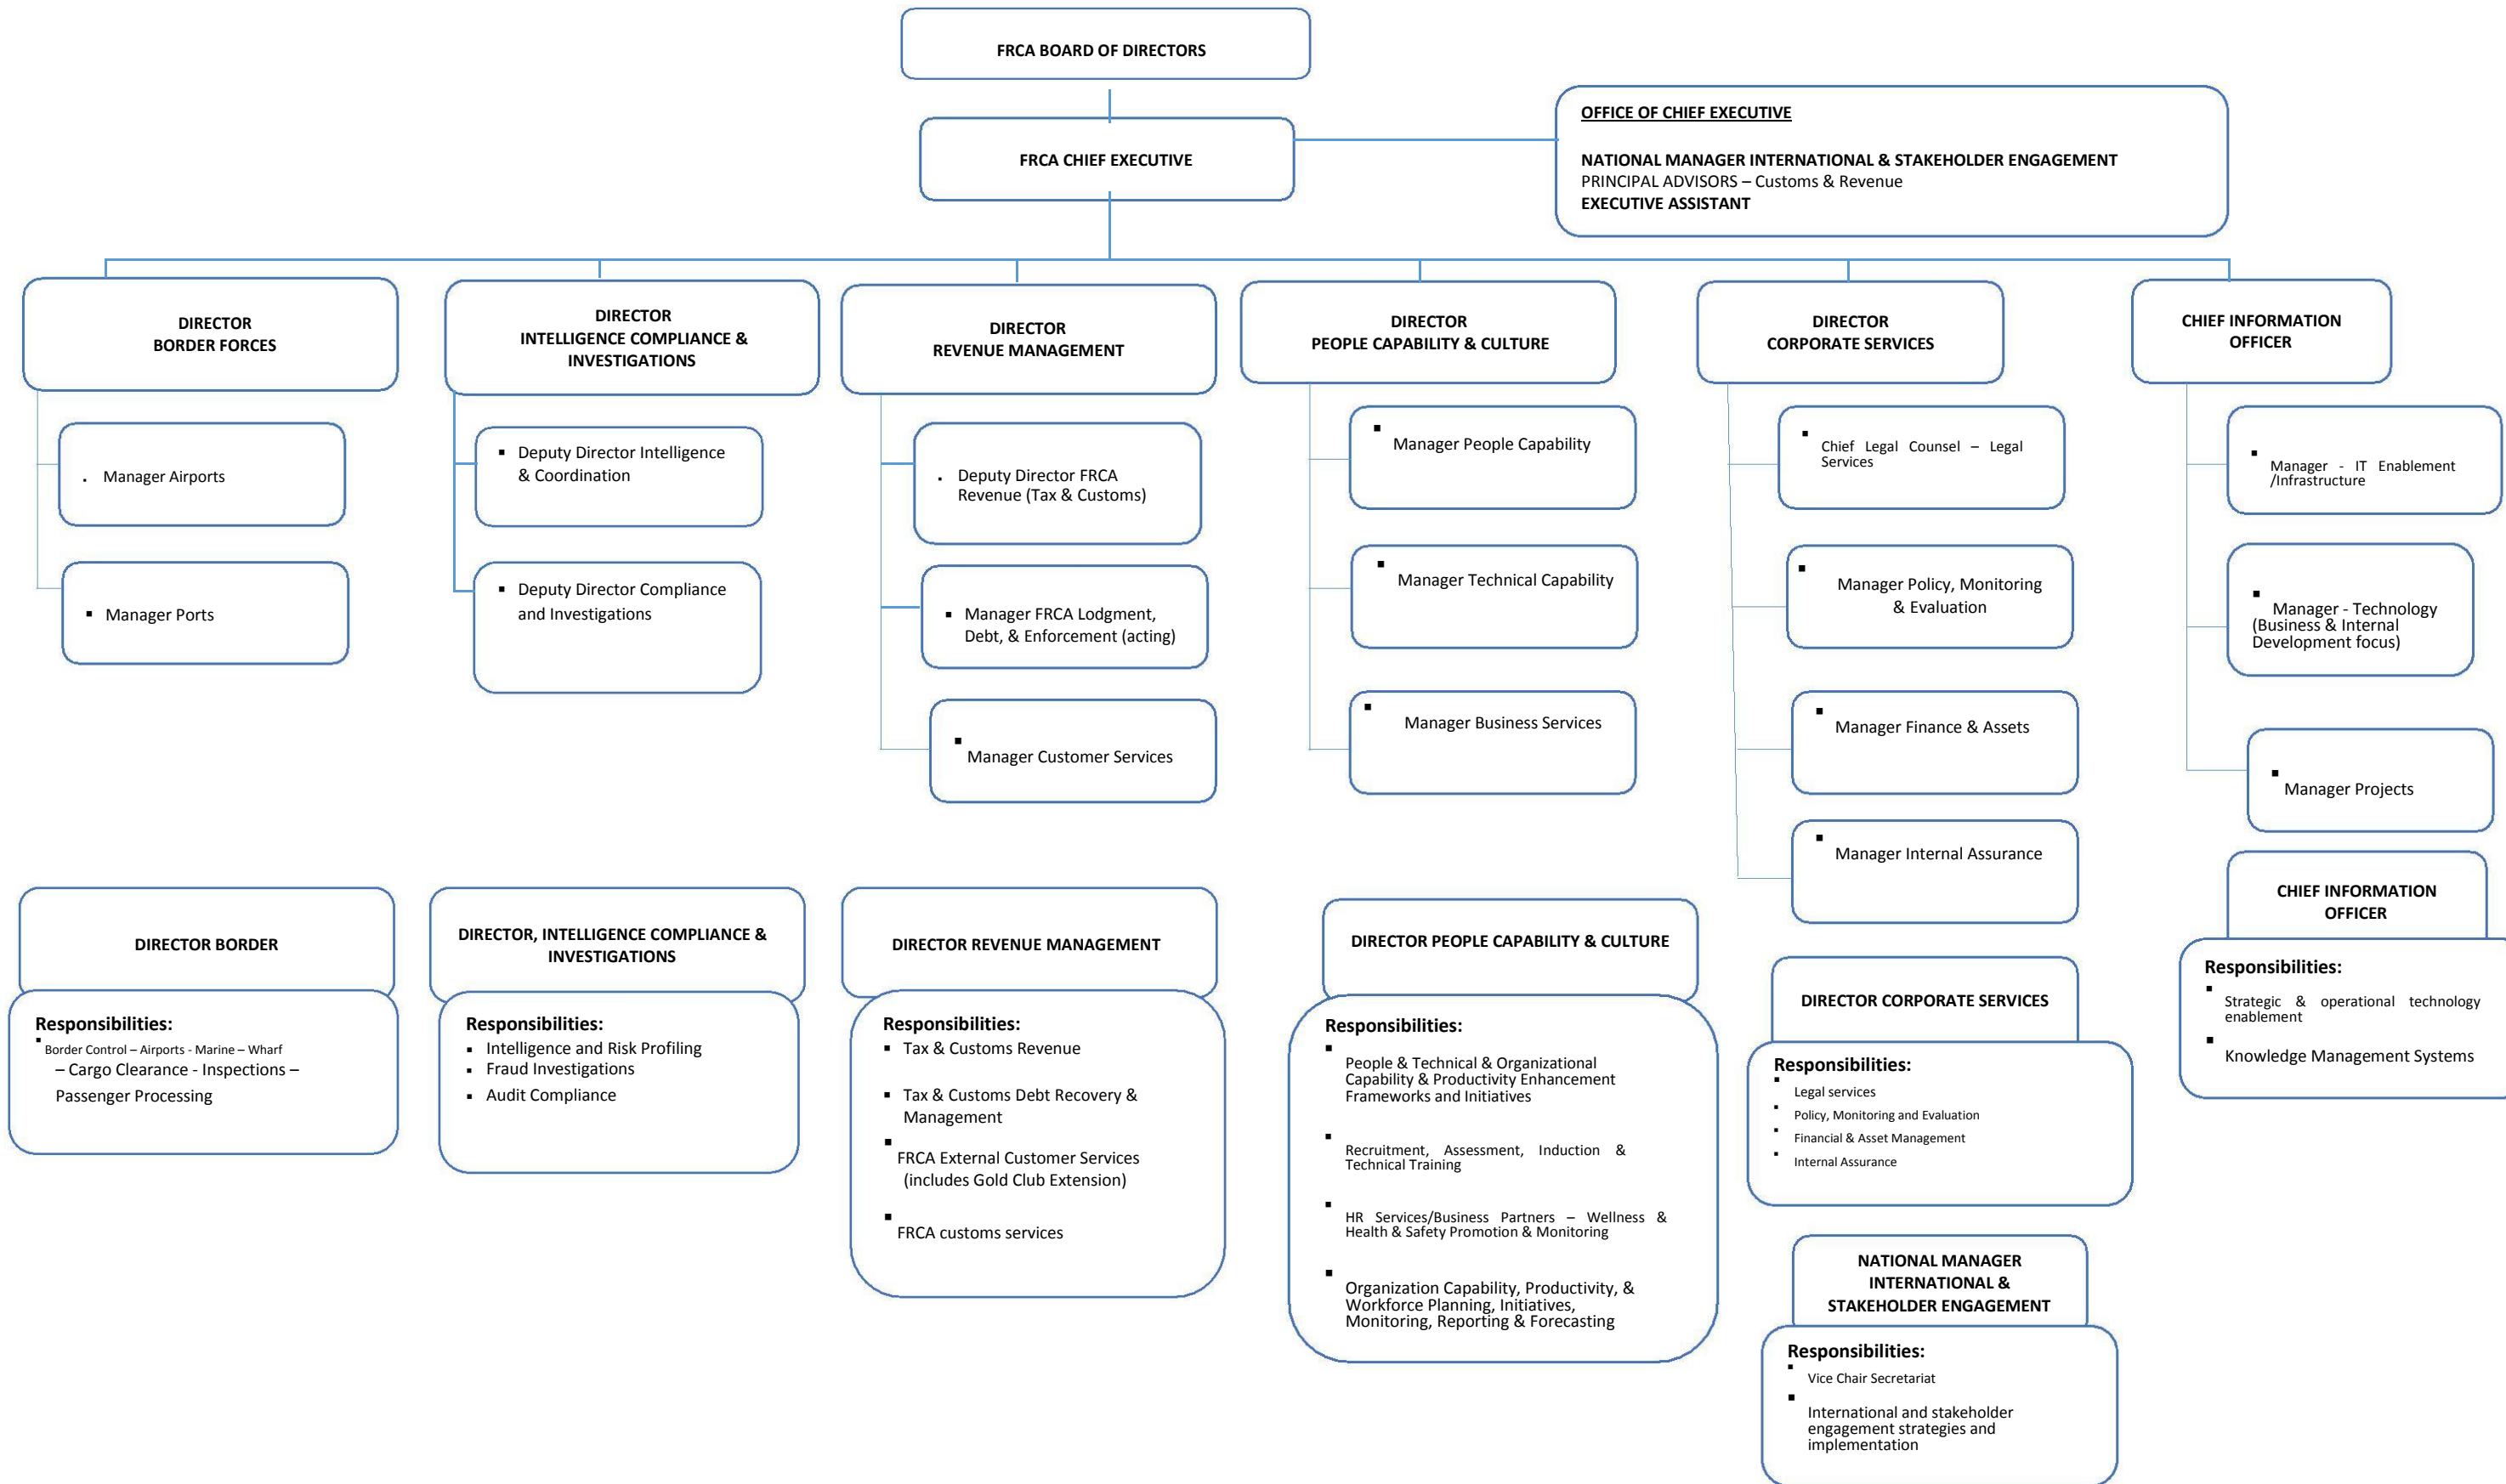 FRCA BOARD OF DIRECTORS
FRCA CHIEF EXECUTIVE
OFFICE OF CHIEF EXECUTIVE
NATIONAL MANAGER INTERNATIONAL & STAKEHOLDER ENGAGEMENT
PRINCIPAL ADVISORS – Customs & Revenue
EXECUTIVE ASSISTANT
DIRECTOR
BORDER FORCES
DIRECTOR
INTELLIGENCE COMPLIANCE &
INVESTIGATIONS
DIRECTOR
REVENUE MANAGEMENT
DIRECTOR
PEOPLE CAPABILITY & CULTURE
DIRECTOR
CORPORATE SERVICES
CHIEF INFORMATION
OFFICER
▪ Manager Airports
▪ Manager Ports
▪ Deputy Director Intelligence
& Coordination
▪ Deputy Director Compliance
and Investigations
▪ Deputy Director FRCA
Revenue (Tax & Customs)
▪ Manager FRCA Lodgment,
Debt, & Enforcement (acting)
▪ Manager Customer Services
▪ Manager People Capability
▪ Manager Technical Capability
▪ Manager Business Services
▪ Chief Legal Counsel – Legal
Services
▪ Manager Policy, Monitoring
& Evaluation
▪ Manager Finance & Assets
▪ Manager Internal Assurance
▪ Manager - IT Enablement
/Infrastructure
▪ Manager - Technology
(Business & Internal
Development focus)
▪ Manager Projects
DIRECTOR BORDER
Responsibilities:
▪ Border Control – Airports - Marine – Wharf
– Cargo Clearance - Inspections –
Passenger Processing
DIRECTOR, INTELLIGENCE COMPLIANCE &
INVESTIGATIONS
Responsibilities:
▪ Intelligence and Risk Profiling
▪ Fraud Investigations
▪ Audit Compliance
DIRECTOR REVENUE MANAGEMENT
Responsibilities:
▪ Tax & Customs Revenue
▪ Tax & Customs Debt Recovery &
Management
▪ FRCA External Customer Services
(includes Gold Club Extension)
▪ FRCA customs services
DIRECTOR PEOPLE CAPABILITY & CULTURE
Responsibilities:
▪ People & Technical & Organizational
Capability & Productivity Enhancement
Frameworks and Initiatives
▪ Recruitment, Assessment, Induction &
Technical Training
▪ HR Services/Business Partners – Wellness &
Health & Safety Promotion & Monitoring
▪ Organization Capability, Productivity, &
Workforce Planning, Initiatives,
Monitoring, Reporting & Forecasting
DIRECTOR CORPORATE SERVICES
Responsibilities:
▪ Legal services
▪ Policy, Monitoring and Evaluation
▪ Financial & Asset Management
▪ Internal Assurance
NATIONAL MANAGER
INTERNATIONAL &
STAKEHOLDER ENGAGEMENT
Responsibilities:
▪ Vice Chair Secretariat
▪ International and stakeholder
engagement strategies and
implementation
CHIEF INFORMATION
OFFICER
Responsibilities:
▪ Strategic & operational technology
enablement
▪ Knowledge Management Systems